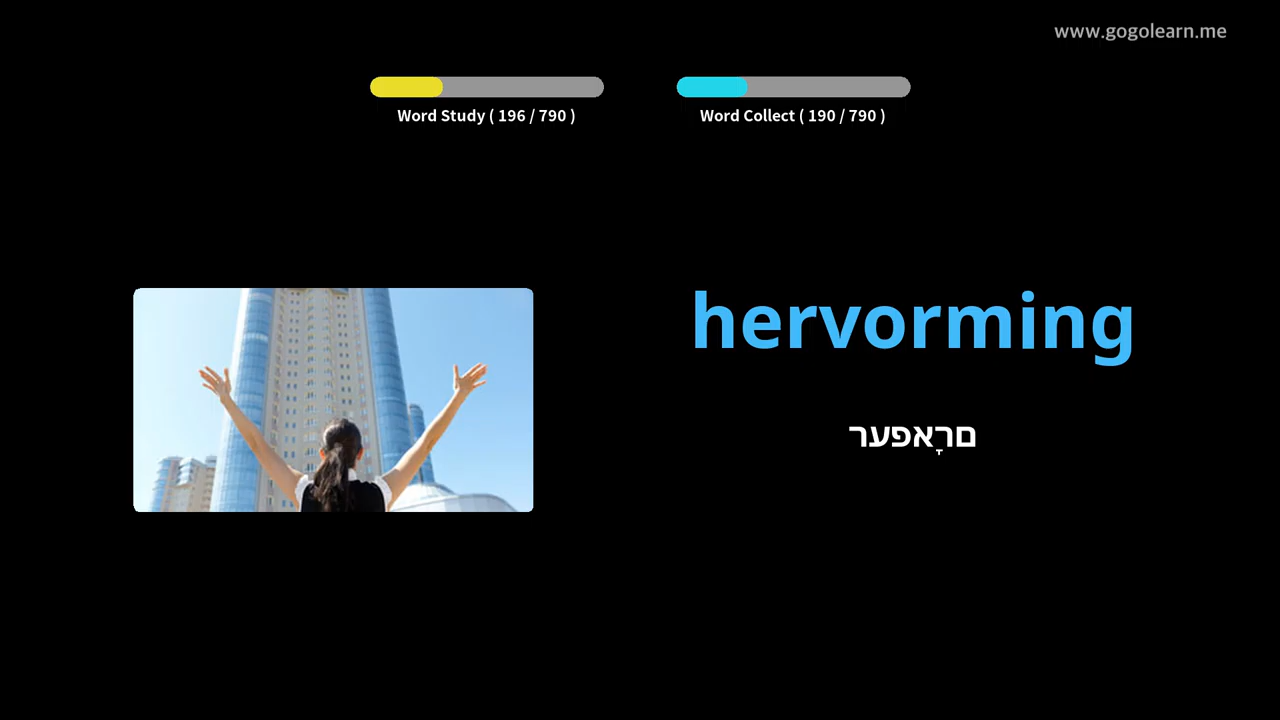 www.gogolearn.me
Word Study ( 196 / 790 )
Word Collect ( 190 / 790 )
hervorming
םרָאפער